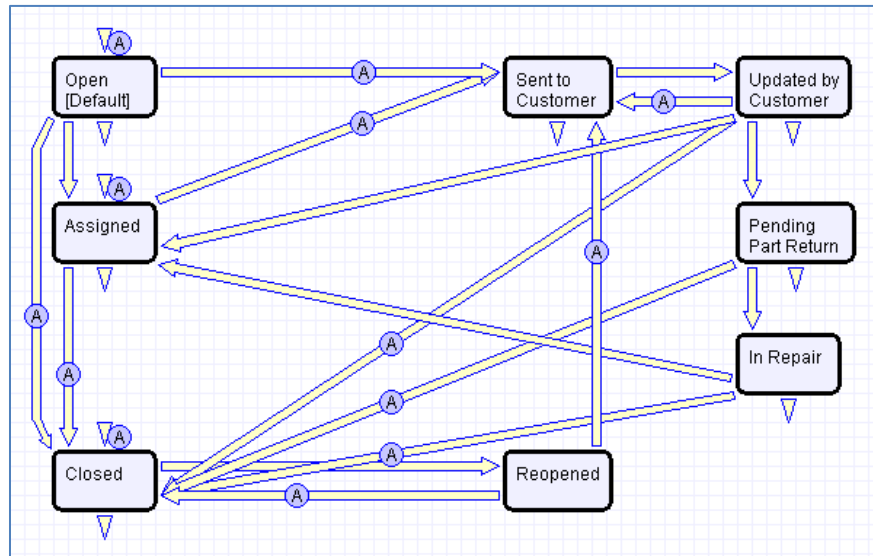 A
Open
[Default]
A
Sent to
Customer
Updated by
Customer
A
A
A
Assigned
Pending
Part Return
A
A
A
In Repair
A
A
A
A
Closed
Reopened
A